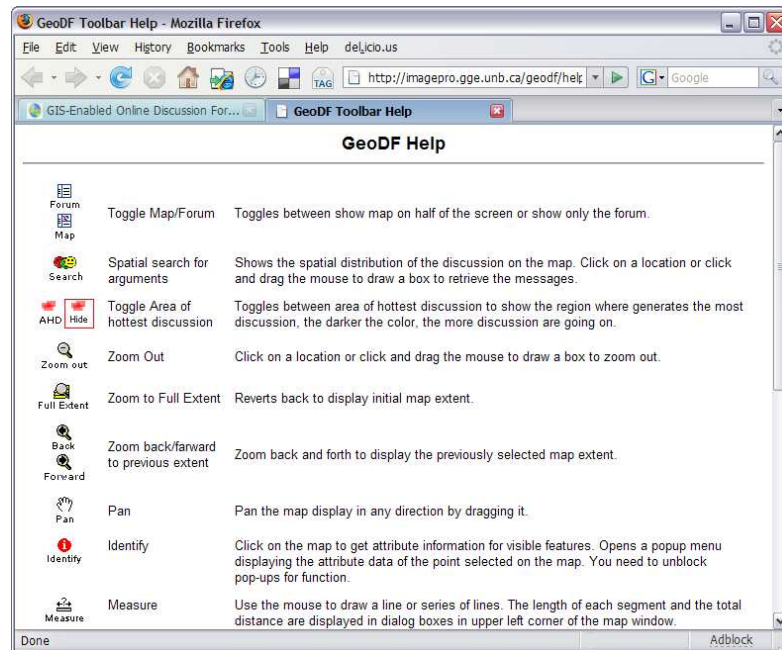 GeoDF Toolbar Help - Mozilla Firefox
File Edit View History Bookmarks Tools Help del.icio.us
TAG http://imagepro.gge.unb.ca/geodf/help G Google
GIS-Enabled Online Discussion For... GeoDF Toolbar Help
GeoDF Help
Forum
Map
Toggle Map/Forum
Toggles between show map on half of the screen or show only the forum.
Search
Spatial search for
arguments
Shows the spatial distribution of the discussion on the map. Click on a location or click
and drag the mouse to draw a box to retrieve the messages.
AHD Hide
Toggle Area of
hottest discussion
Toggles between area of hottest discussion to show the region where generates the most
discussion, the darker the color, the more discussion are going on.
Zoom out
Zoom Out
Click on a location or click and drag the mouse to draw a box to zoom out.
Full Extent
Zoom to Full Extent
Reverts back to display initial map extent.
Back
Forward
Zoom back/farward
to previous extent
Zoom back and forth to display the previously selected map extent.
Pan
Pan
Pan the map display in any direction by dragging it.
Identify
Identify
Click on the map to get attribute information for visible features. Opens a popup menu
displaying the attribute data of the point selected on the map. You need to unblock
pop-ups for function.
Measure
Measure
Use the mouse to draw a line or series of lines. The length of each segment and the total
distance are displayed in dialog boxes in upper left corner of the map window.
Done Adblock